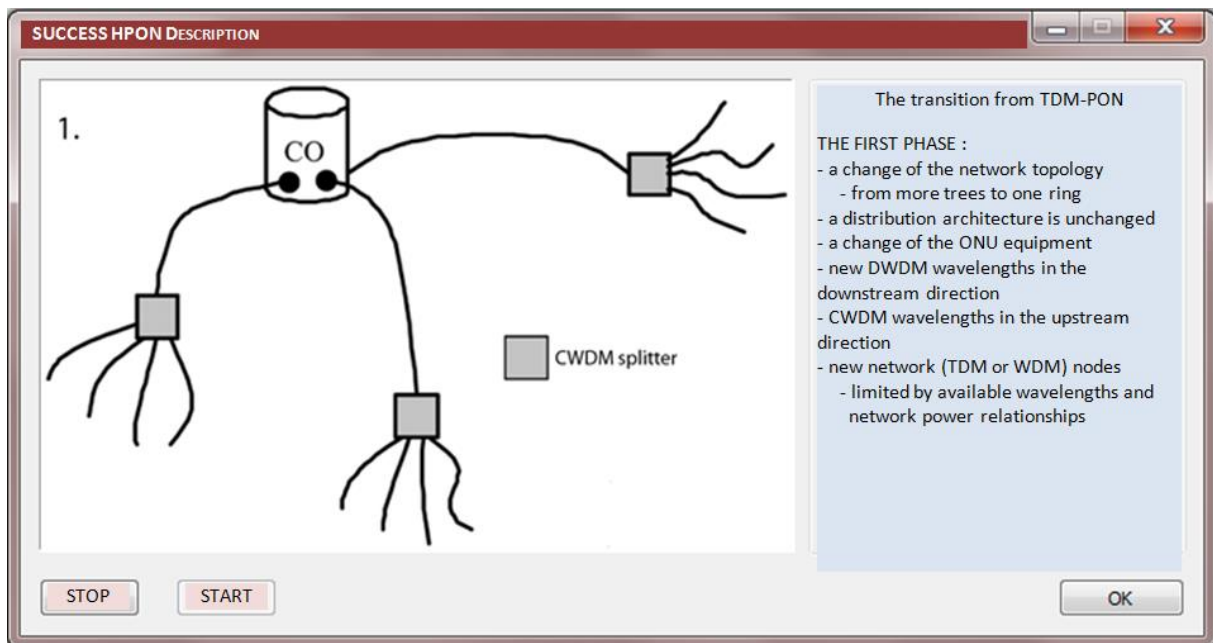 SUCCESS HPON DESCRIPTION
1.
CO
CWDM splitter
The transition from TDM-PON
THE FIRST PHASE :
- a change of the network topology
- from more trees to one ring
- a distribution architecture is unchanged
- a change of the ONU equipment
- new DWDM wavelengths in the
downstream direction
- CWDM wavelengths in the upstream
direction
- new network (TDM or WDM) nodes
- limited by available wavelengths and
network power relationships
STOP
START
OK